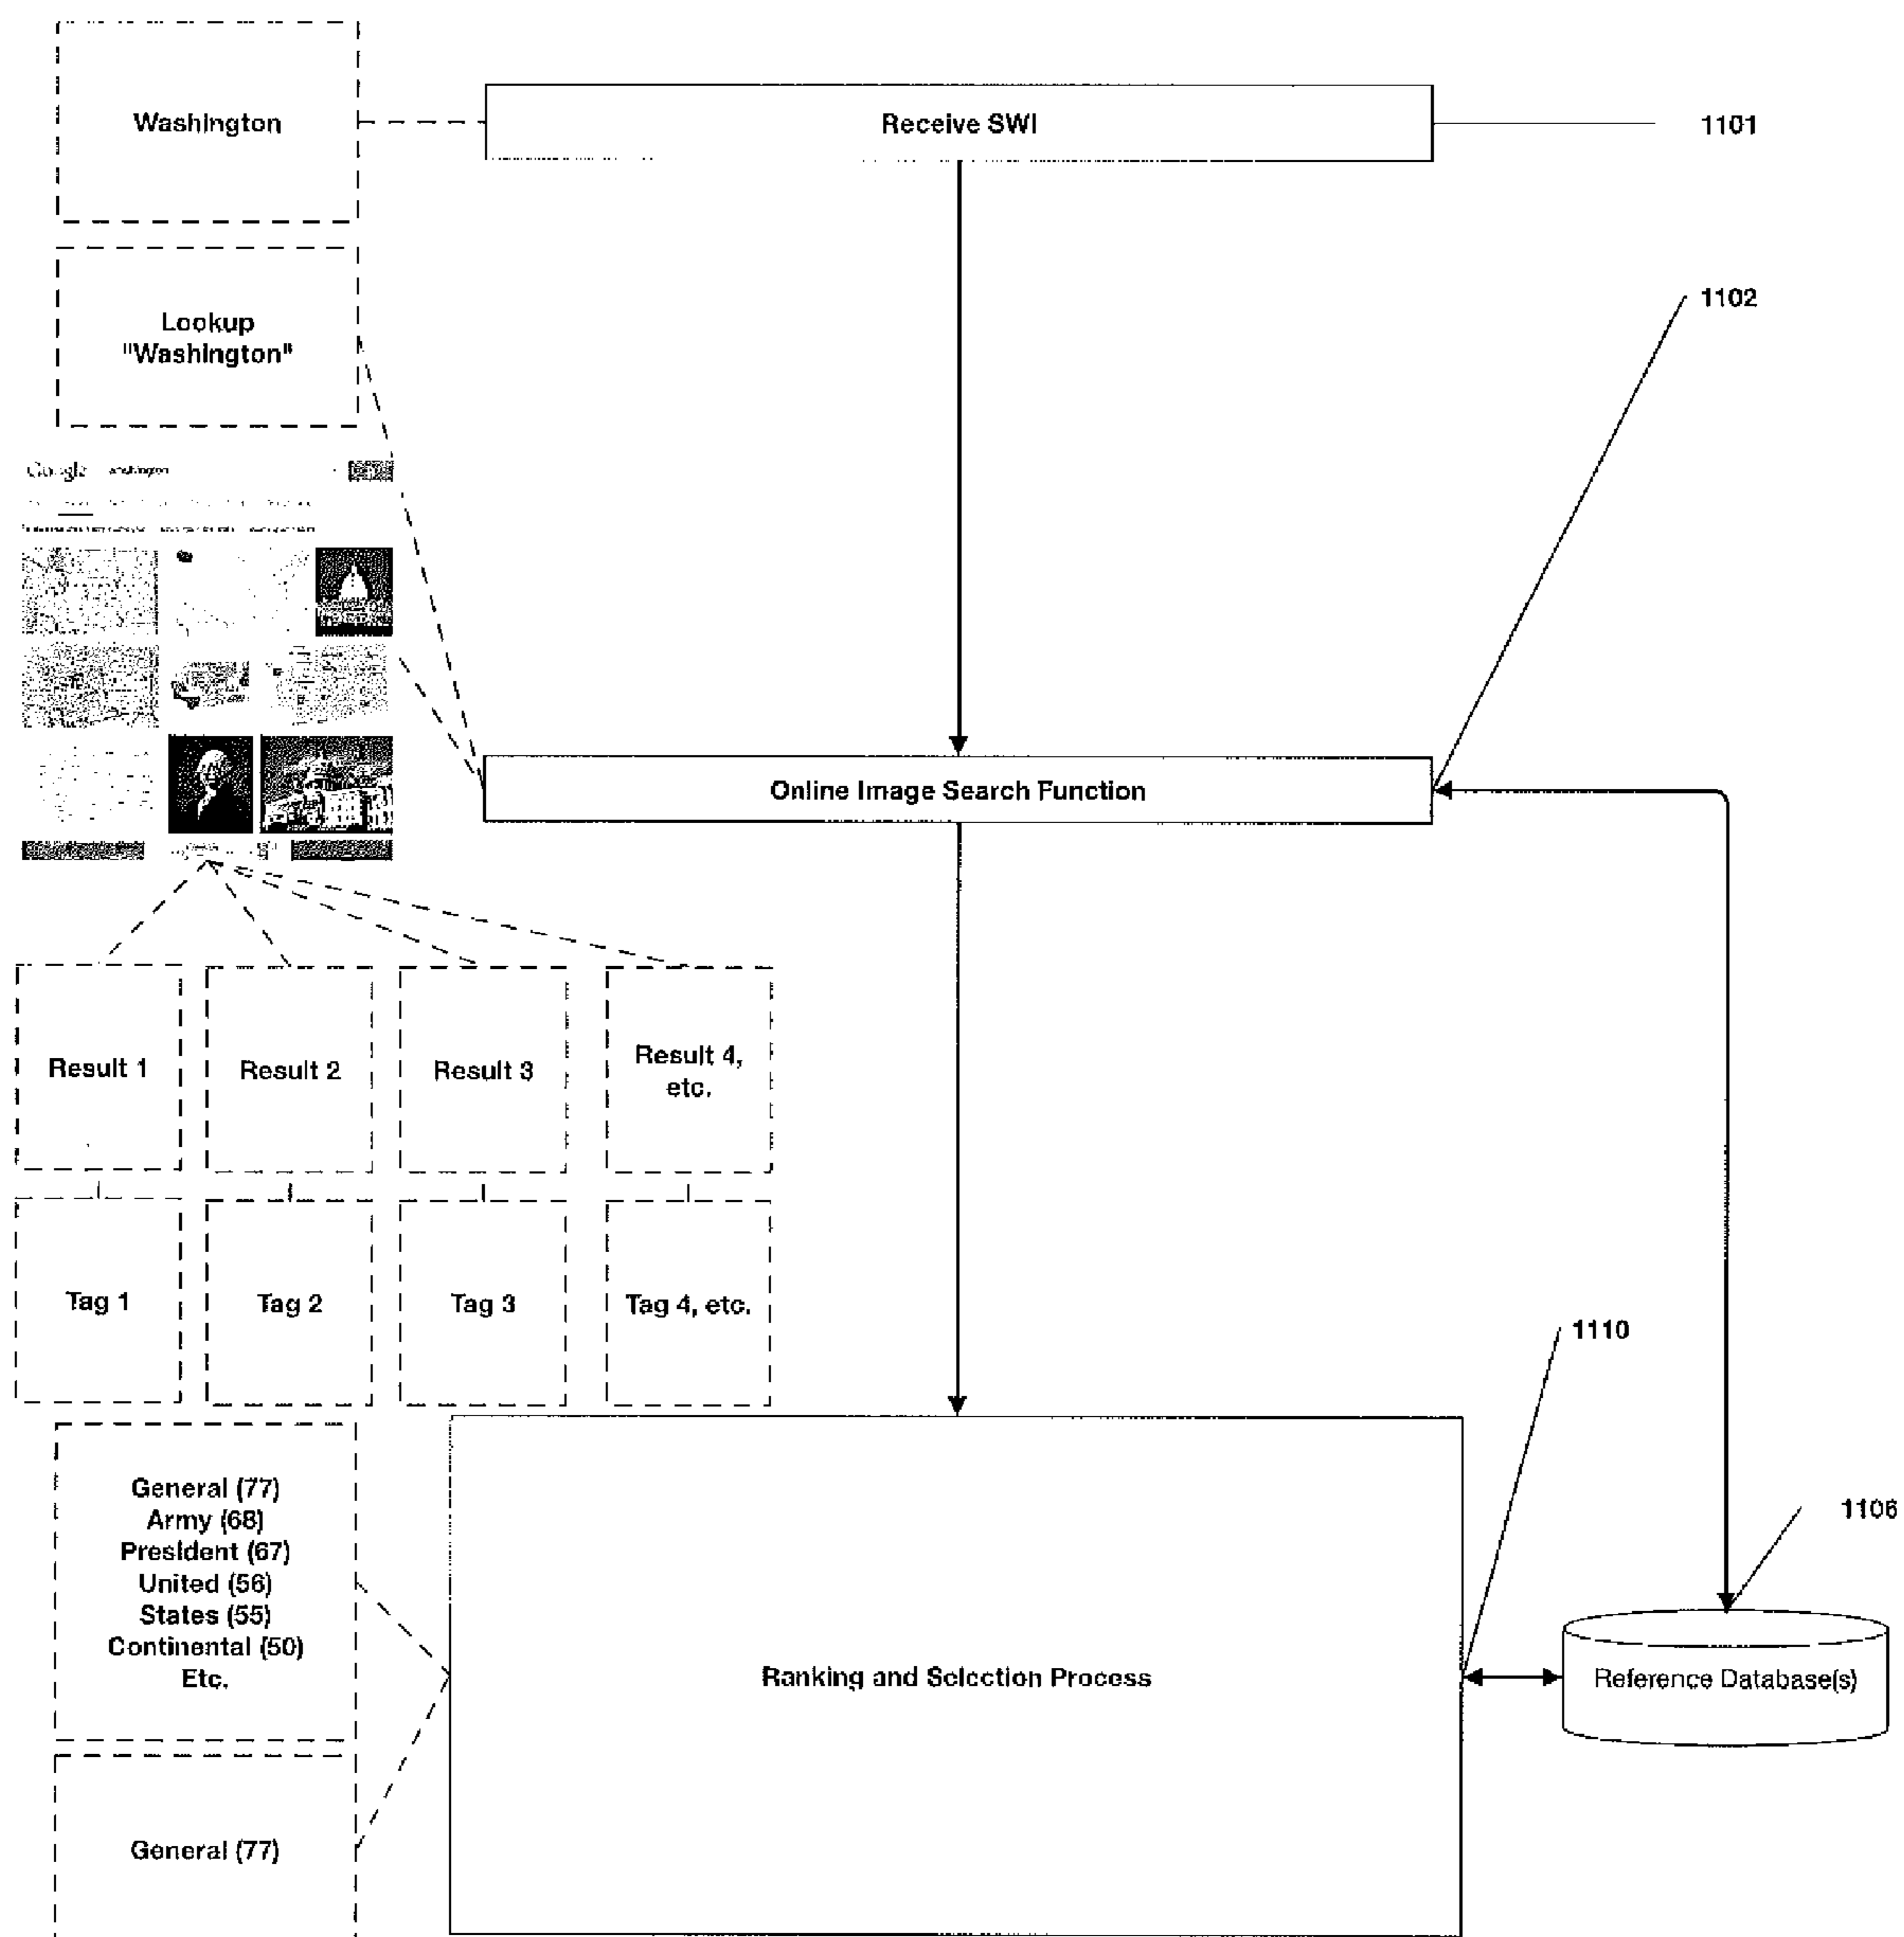 Washington
Receive SWI
1101
Lookup
"Washington"
1102
Google washington
Online Image Search Function
Result 1
Result 2
Result 3
Result 4,
etc.
Tag 1
Tag 2
Tag 3
Tag 4, etc.
1110
General (77)
Army (68)
President (67)
United (56)
States (55)
Continental (50)
Etc.
1106
Ranking and Selection Process
Reference Database(s)
General (77)